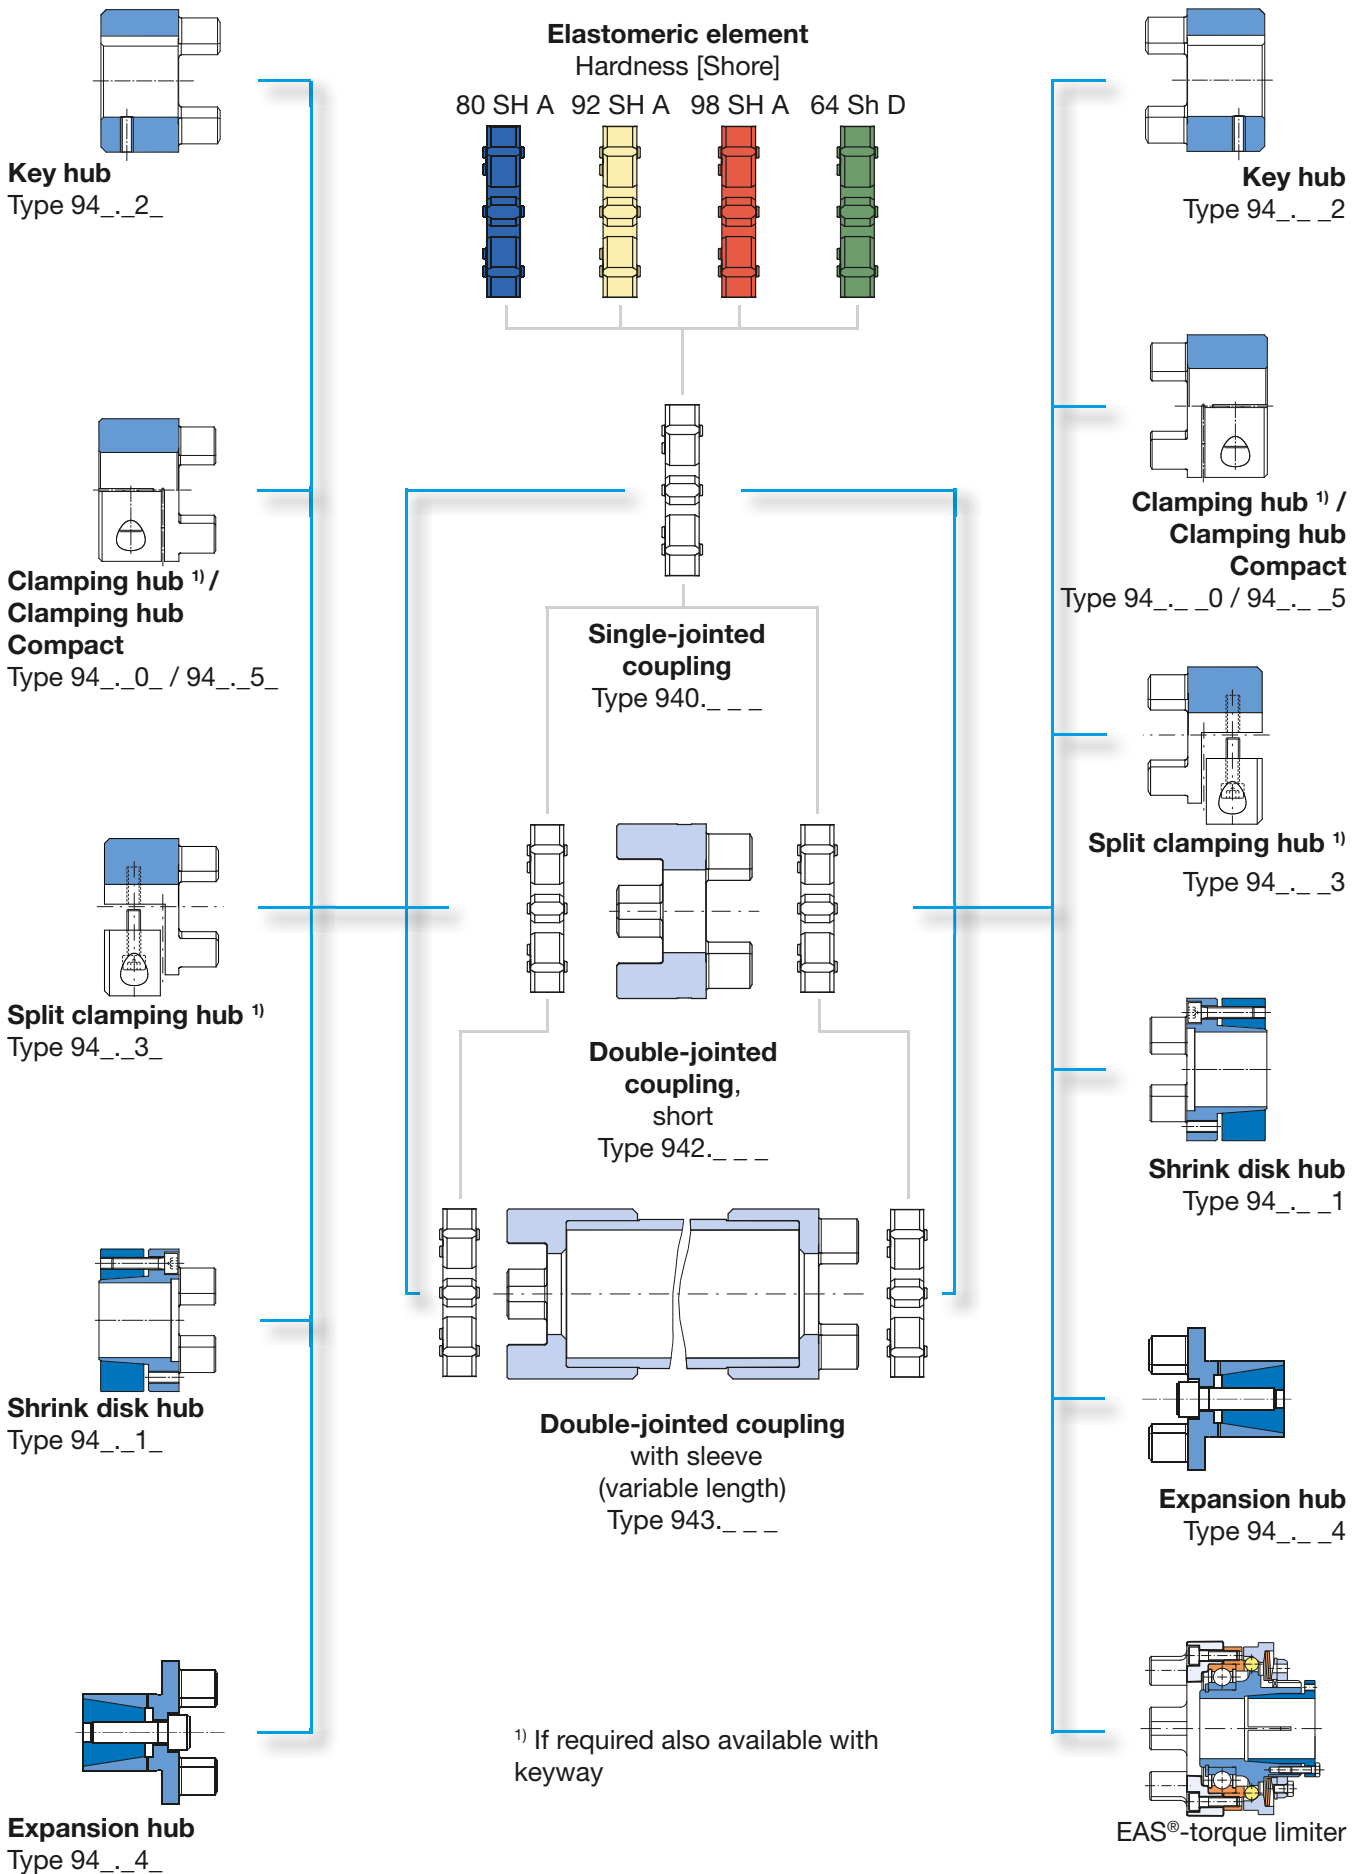 Elastomeric element
Hardness [Shore]
80 SH A 92 SH A 98 SH A 64 Sh D
Key hub
Type 94_._2_
Clamping hub 1) /
Clamping hub
Compact
Type 94_._0_ / 94_._5_
Split clamping hub 1)
Type 94_._3_
Shrink disk hub
Type 94_._1_
Expansion hub
Type 94_._4_
Single-jointed
coupling
Type 940._ _ _
Double-jointed
coupling,
short
Type 942._ _ _
Double-jointed coupling
with sleeve
(variable length)
Type 943._ _ _
1) If required also available with
keyway
Key hub
Type 94_._ _2
Clamping hub 1) /
Clamping hub
Compact
Type 94_._ _0 / 94_._ _5
Split clamping hub 1)
Type 94_._ _3
Shrink disk hub
Type 94_._ _1
Expansion hub
Type 94_._ _4
EAS®-torque limiter